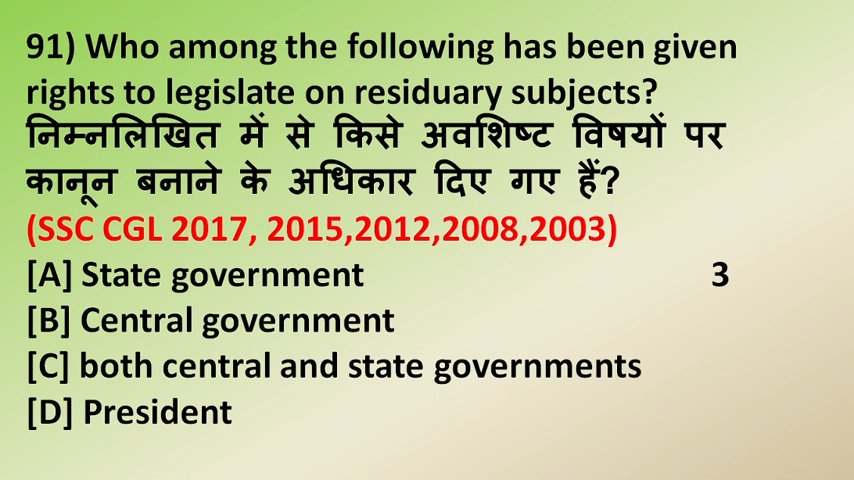 91) Who among the following has been given
rights to legislate on residuary subjects?
निम्नलिखित में से किसे अवशिष्ट विषयों पर
कानून बनाने के अधिकार दिए गए हैं?
(SSC CGL 2017, 2015,2012,2008,2003)
[A] State government 3
[B] Central government
[C] both central and state governments
[D] President